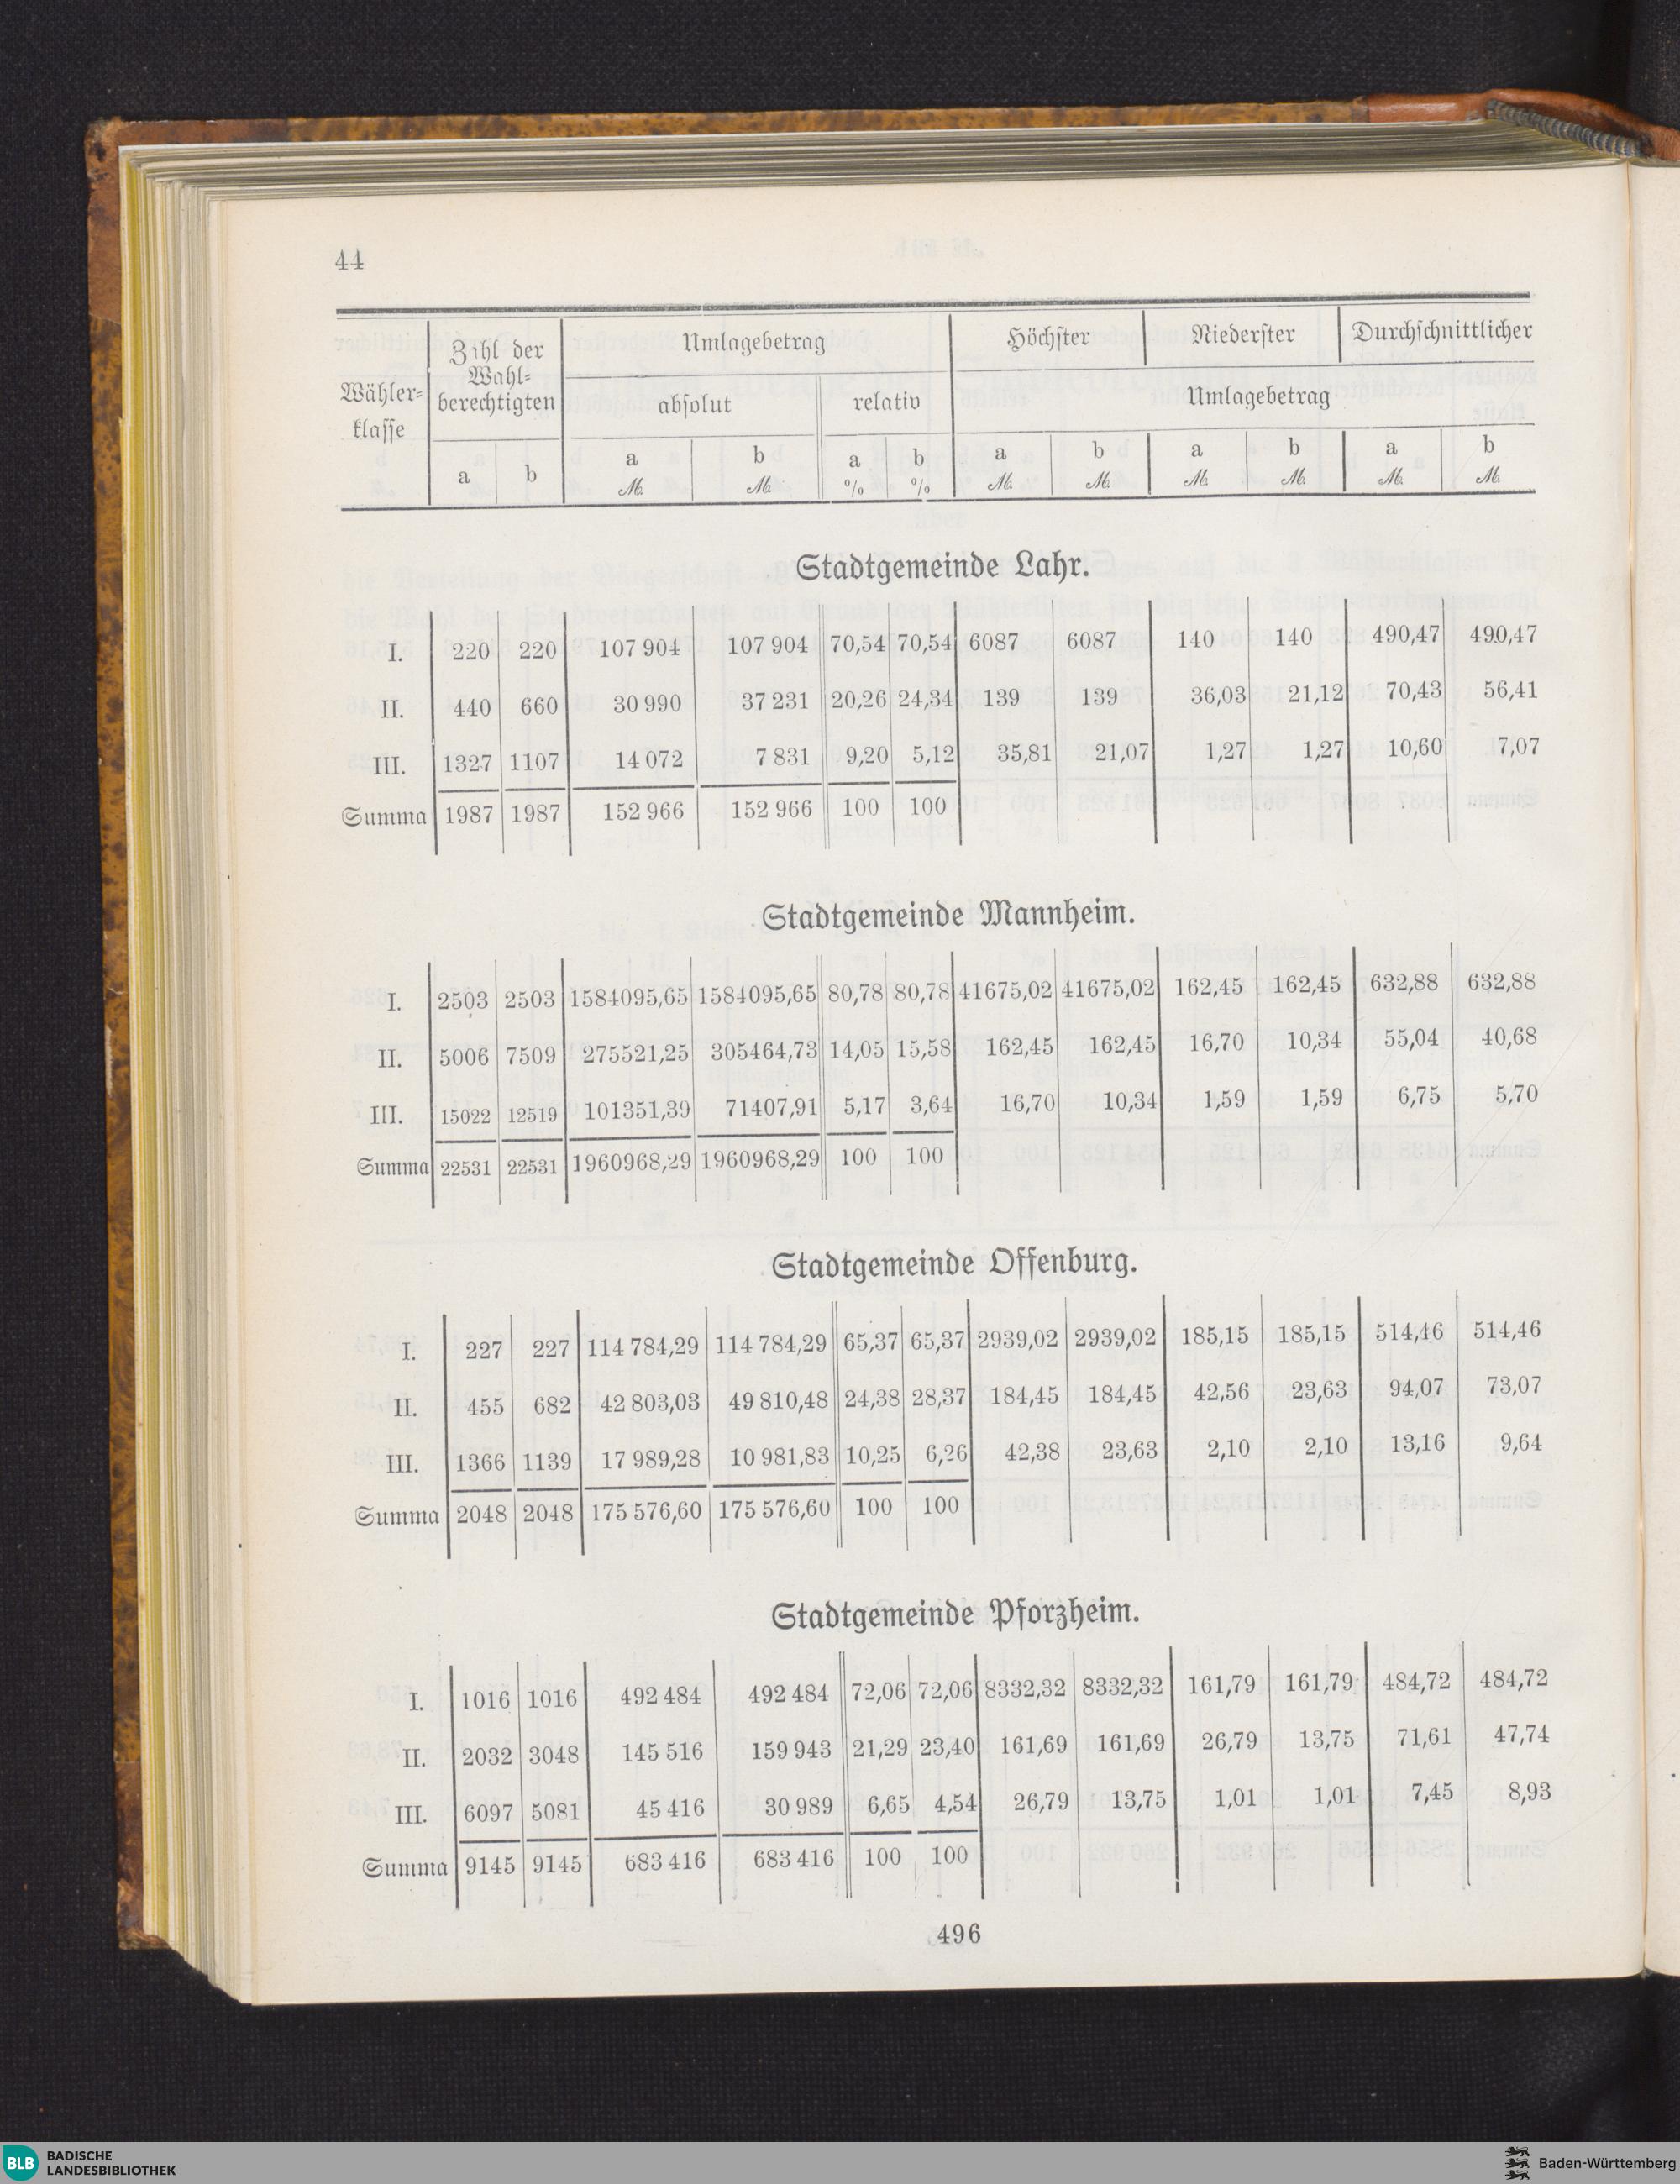 44
Zahl der Wahl-berechtigten Umlagebetrag Höchster Niederster Durchschnittlicher
Wähler-klasse absolut relativ Umlagebetrag
a b a b a b a b a b a b
M M % % M M M M M M
Stadtgemeinde Lahr.
I. 220 220 107 904 107 904 70,54 70,54 6087 6087 140 140 490,47 490,47
II. 440 660 30 990 37 231 20,26 24,34 139 139 36,03 21,12 70,43 56,41
III. 1327 1107 14 072 7 831 9,20 5,12 35,81 21,07 1,27 1,27 10,60 7,07
Summa 1987 1987 152 966 152 966 100 100
Stadtgemeinde Mannheim.
I. 2503 2503 1584095,65 1584095,65 80,78 80,78 41675,02 41675,02 162,45 162,45 632,88 632,88
II. 5006 7509 275521,25 305464,73 14,05 15,58 162,45 162,45 16,70 10,34 55,04 40,68
III. 15022 12519 101351,39 71407,91 5,17 3,64 16,70 10,34 1,59 1,59 6,75 5,70
Summa 22531 22531 1960968,29 1960968,29 100 100
Stadtgemeinde Offenburg.
I. 227 227 114 784,29 114 784,29 65,37 65,37 2939,02 2939,02 185,15 185,15 514,46 514,46
II. 455 682 42 803,03 49 810,48 24,38 28,37 184,45 184,45 42,56 23,63 94,07 73,07
III. 1366 1139 17 989,28 10 981,83 10,25 6,26 42,38 23,63 2,10 2,10 13,16 9,64
Summa 2048 2048 175 576,60 175 576,60 100 100
Stadtgemeinde Pforzheim.
I. 1016 1016 492 484 492 484 72,06 72,06 8332,32 8332,32 161,79 161,79 484,72 484,72
II. 2032 3048 145 516 159 943 21,29 23,40 161,69 161,69 26,79 13,75 71,61 47,74
III. 6097 5081 45 416 30 989 6,65 4,54 26,79 13,75 1,01 1,01 7,45 8,93
Summa 9145 9145 683 416 683 416 100 100
496
BLB BADISCHE
LANDESBIBLIOTHEK
Baden-Württemberg